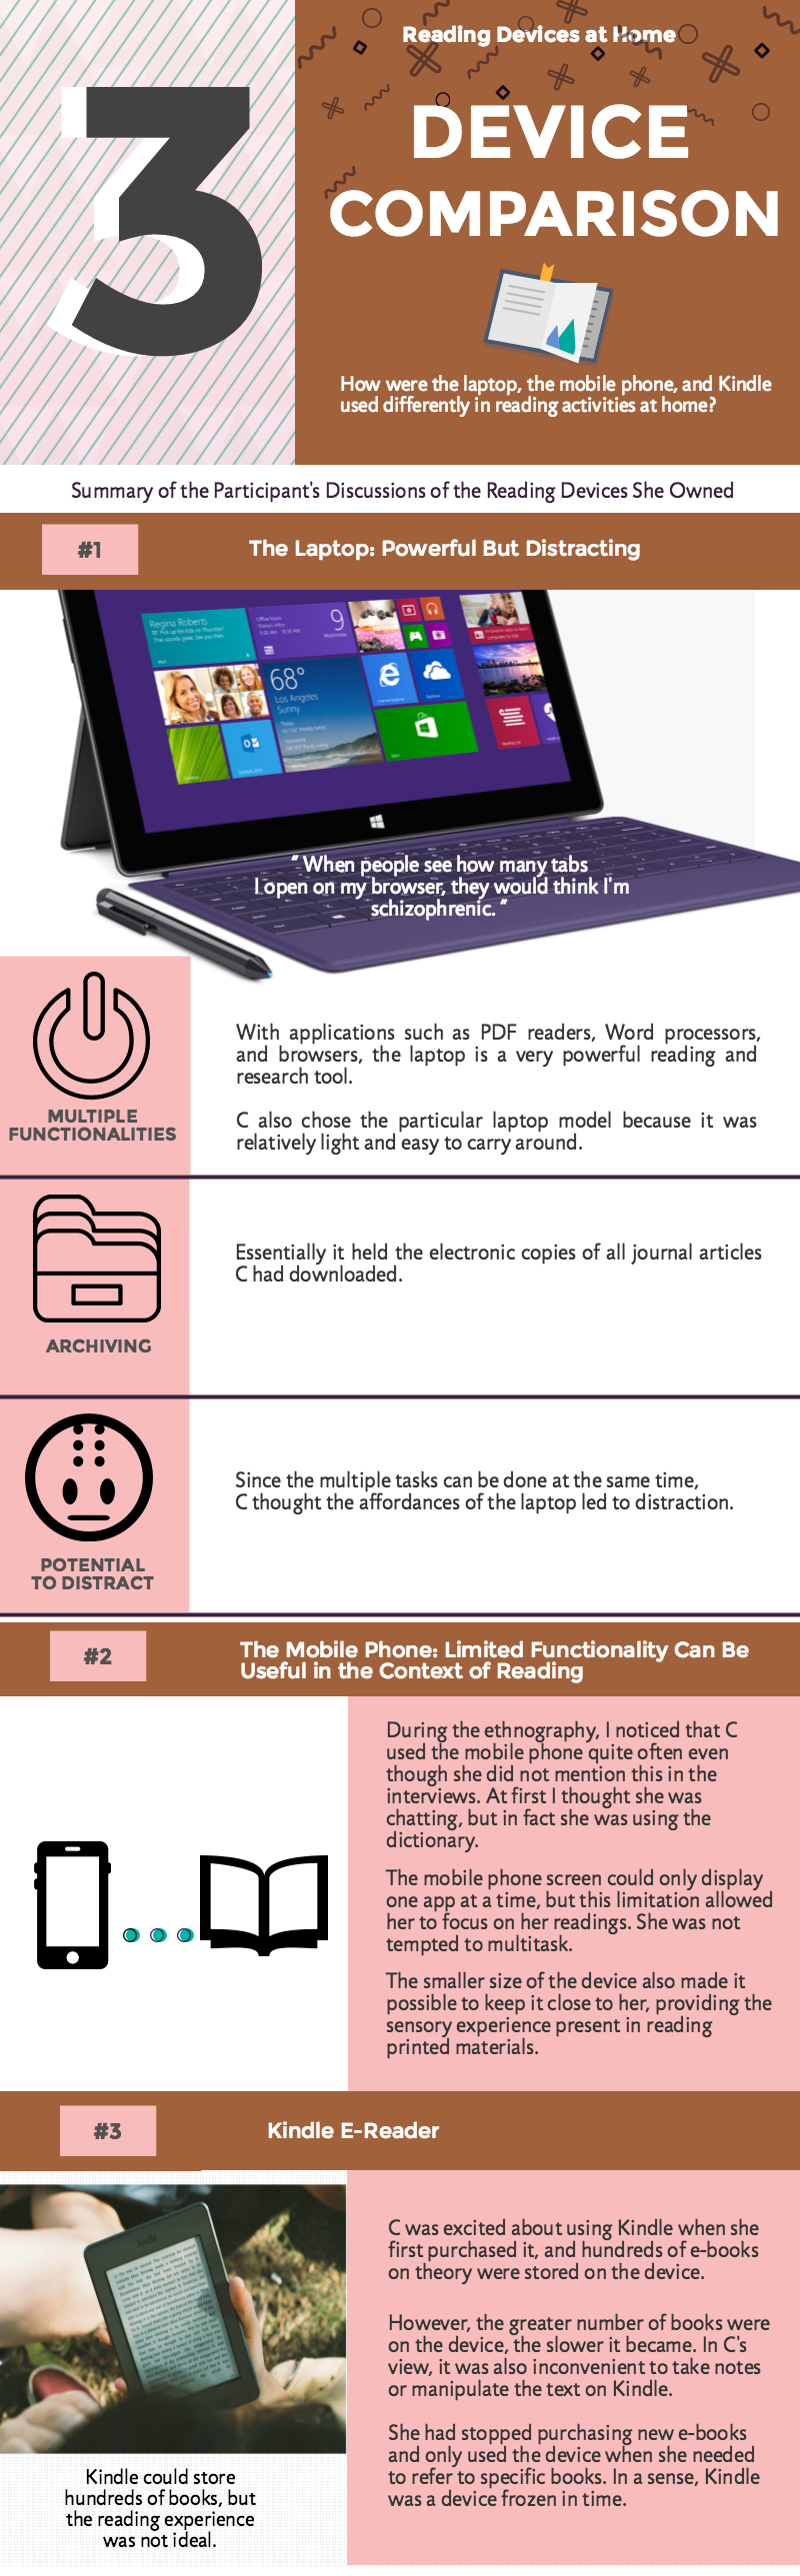 3
Reading Devices at Home
DEVICE
COMPARISON
How were the laptop, the mobile phone, and Kindle
used differently in reading activities at home?
Summary of the Participant's Discussions of the Reading Devices She Owned
#1
The Laptop: Powerful But Distracting
Regina Roberts
9
68°
Los Angeles
Sunny
“ When people see how many tabs
I open on my browser, they would think I'm
schizophrenic. “
MULTIPLE
FUNCTIONALITIES
With applications such as PDF readers, Word processors,
and browsers, the laptop is a very powerful reading and
research tool.
C also chose the particular laptop model because it was
relatively light and easy to carry around.
ARCHIVING
Essentially it held the electronic copies of all journal articles
C had downloaded.
POTENTIAL
TO DISTRACT
Since the multiple tasks can be done at the same time,
C thought the affordances of the laptop led to distraction.
#2
The Mobile Phone: Limited Functionality Can Be
Useful in the Context of Reading
During the ethnography, I noticed that C
used the mobile phone quite often even
though she did not mention this in the
interviews. At first I thought she was
chatting, but in fact she was using the
dictionary.
The mobile phone screen could only display
one app at a time, but this limitation allowed
her to focus on her readings. She was not
tempted to multitask.
The smaller size of the device also made it
possible to keep it close to her, providing the
sensory experience present in reading
printed materials.
#3
Kindle E-Reader
kindle
Kindle could store
hundreds of books, but
the reading experience
was not ideal.
C was excited about using Kindle when she
first purchased it, and hundreds of e-books
on theory were stored on the device.
However, the greater number of books were
on the device, the slower it became. In C's
view, it was also inconvenient to take notes
or manipulate the text on Kindle.
She had stopped purchasing new e-books
and only used the device when she needed
to refer to specific books. In a sense, Kindle
was a device frozen in time.